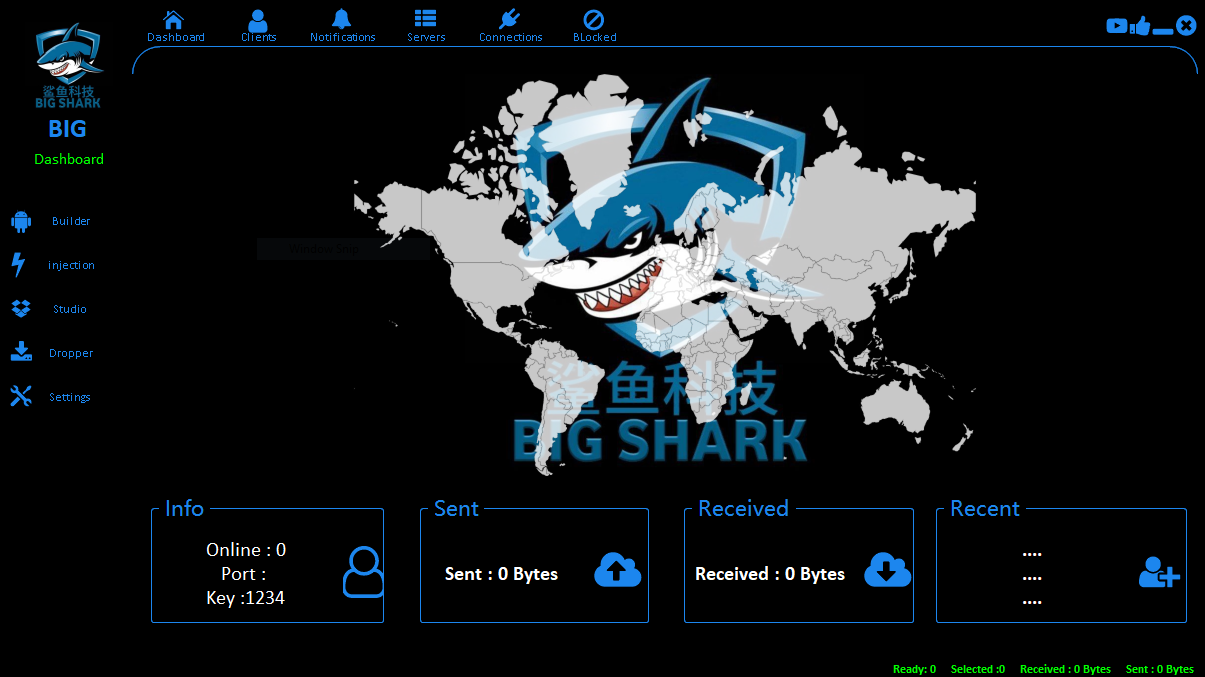 Dashboard
Clients
Notifications
Servers
Connections
BLocked
鲨鱼科技
BIG SHARK
BIG
Dashboard
Builder
injection
Studio
Dropper
Settings
鲨鱼科技
BIG SHARK
Info
Online : 0
Port :
Key :1234
Sent
Sent : 0 Bytes
Received
Received : 0 Bytes
Recent
....
....
....
Ready: 0 Selected :0 Received : 0 Bytes Sent : 0 Bytes